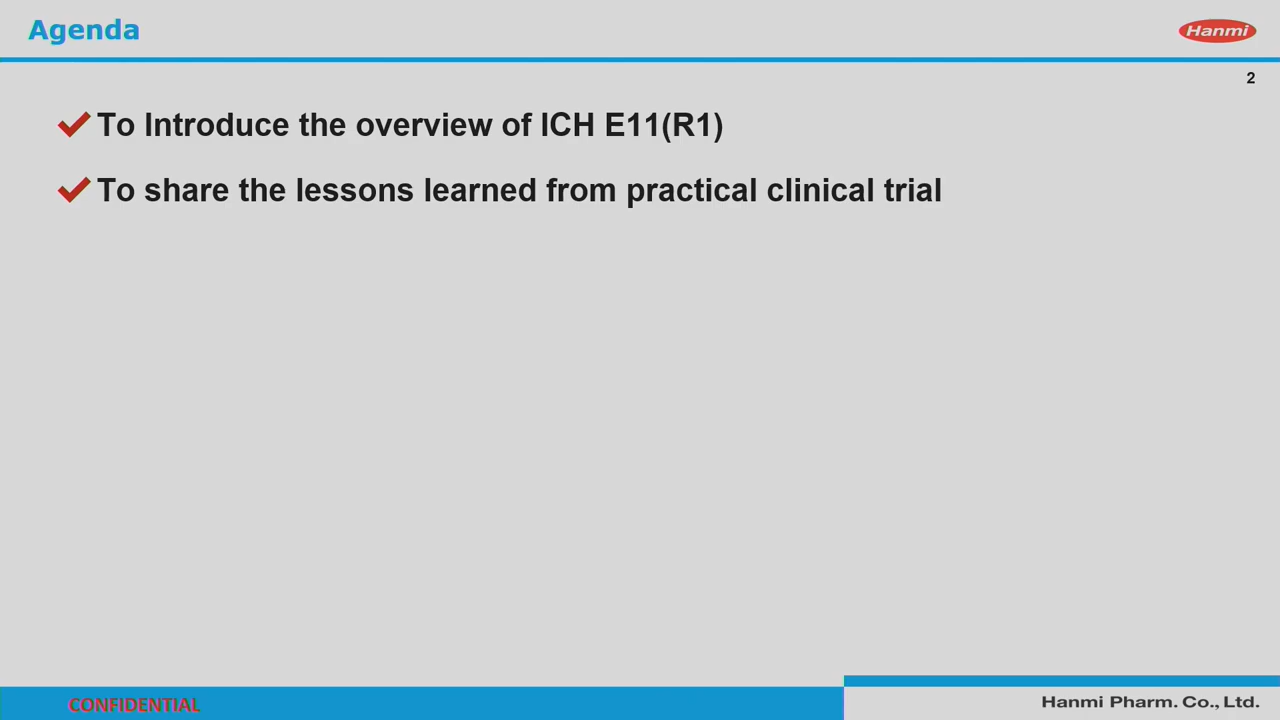 Agenda
Hanmi
2
To Introduce the overview of ICH E11(R1)
To share the lessons learned from practical clinical trial
CONFIDENTIAL
Hanmi Pharm. Co., Ltd.